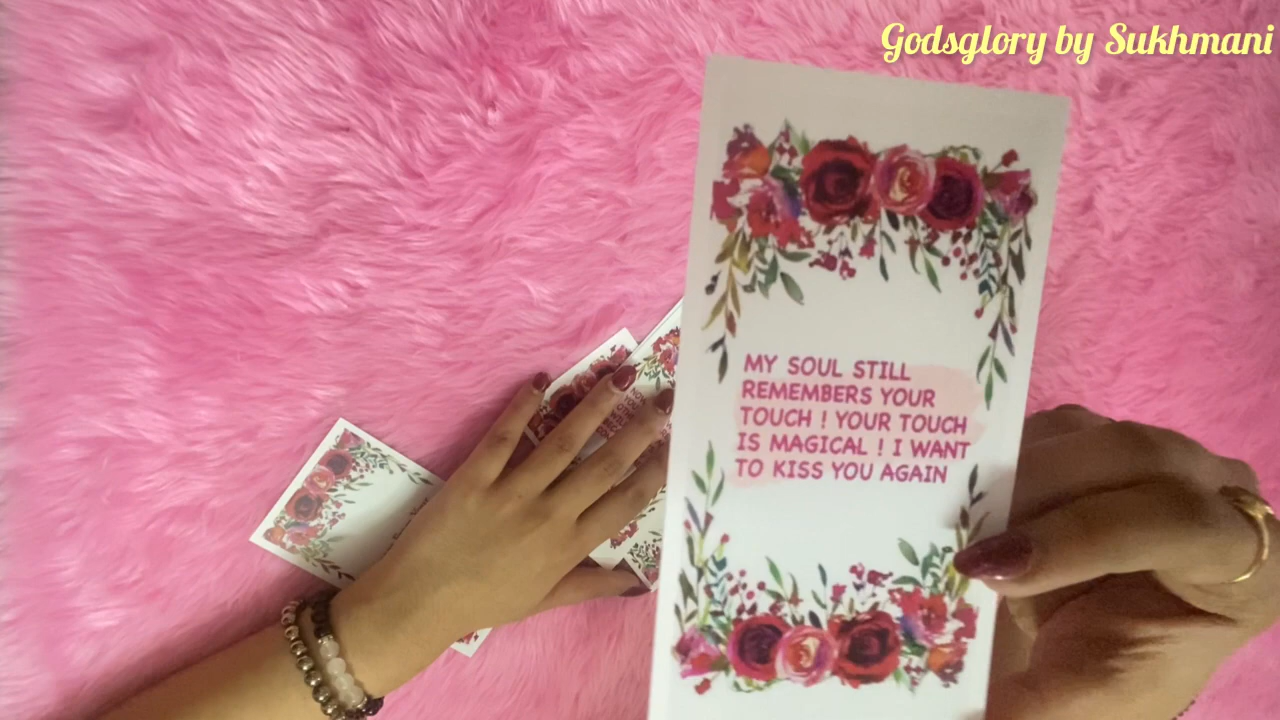 Godsglory by Sukhmani
MY SOUL STILL
REMEMBERS YOUR
TOUCH ! YOUR TOUCH
IS MAGICAL ! I WANT
TO KISS YOU AGAIN